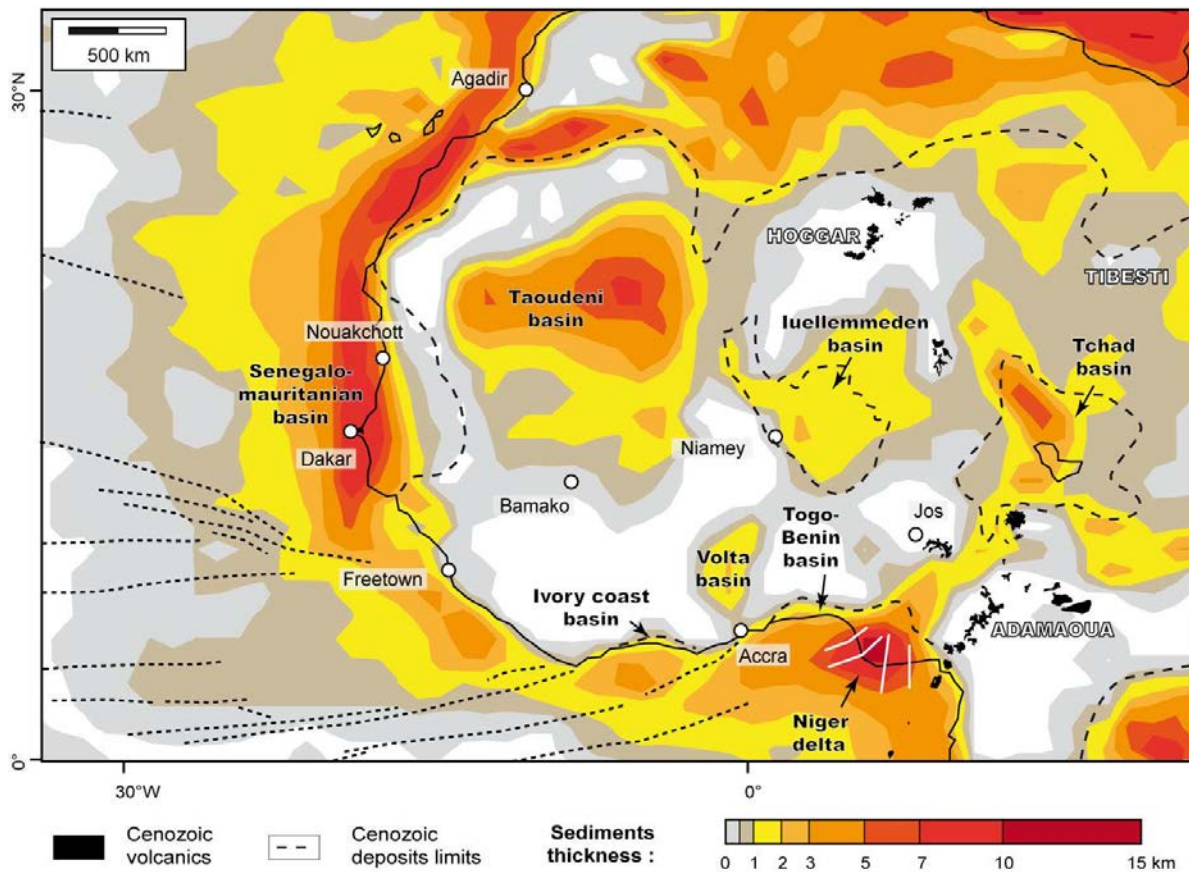 500 km
Agadir
30°N
HOGGAR
TIBESTI
Taoudeni
basin
Iuellemmeden
basin
Nouakchott
Tchad
basin
Senegalo-
mauritanian
basin
Niamey
Dakar
Bamako
Togo-
Benin
basin
Jos
Volta
basin
Freetown
Ivory coast
basin
ADAMAOUA
Accra
Niger
delta
0°
30°W
0°
Cenozoic
volcanics
Cenozoic
deposits limits
Sediments
thickness :
0 1 2 3 5 7 10 15 km